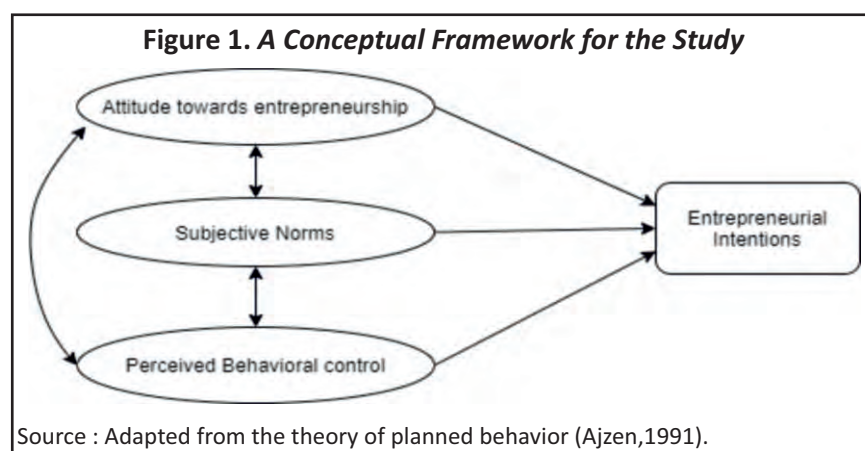 Figure 1. A Conceptual Framework for the Study
Attitude towards entrepreneurship
Subjective Norms
Entrepreneurial
Intentions
Perceived Behavioral control
Source : Adapted from the theory of planned behavior (Ajzen,1991).